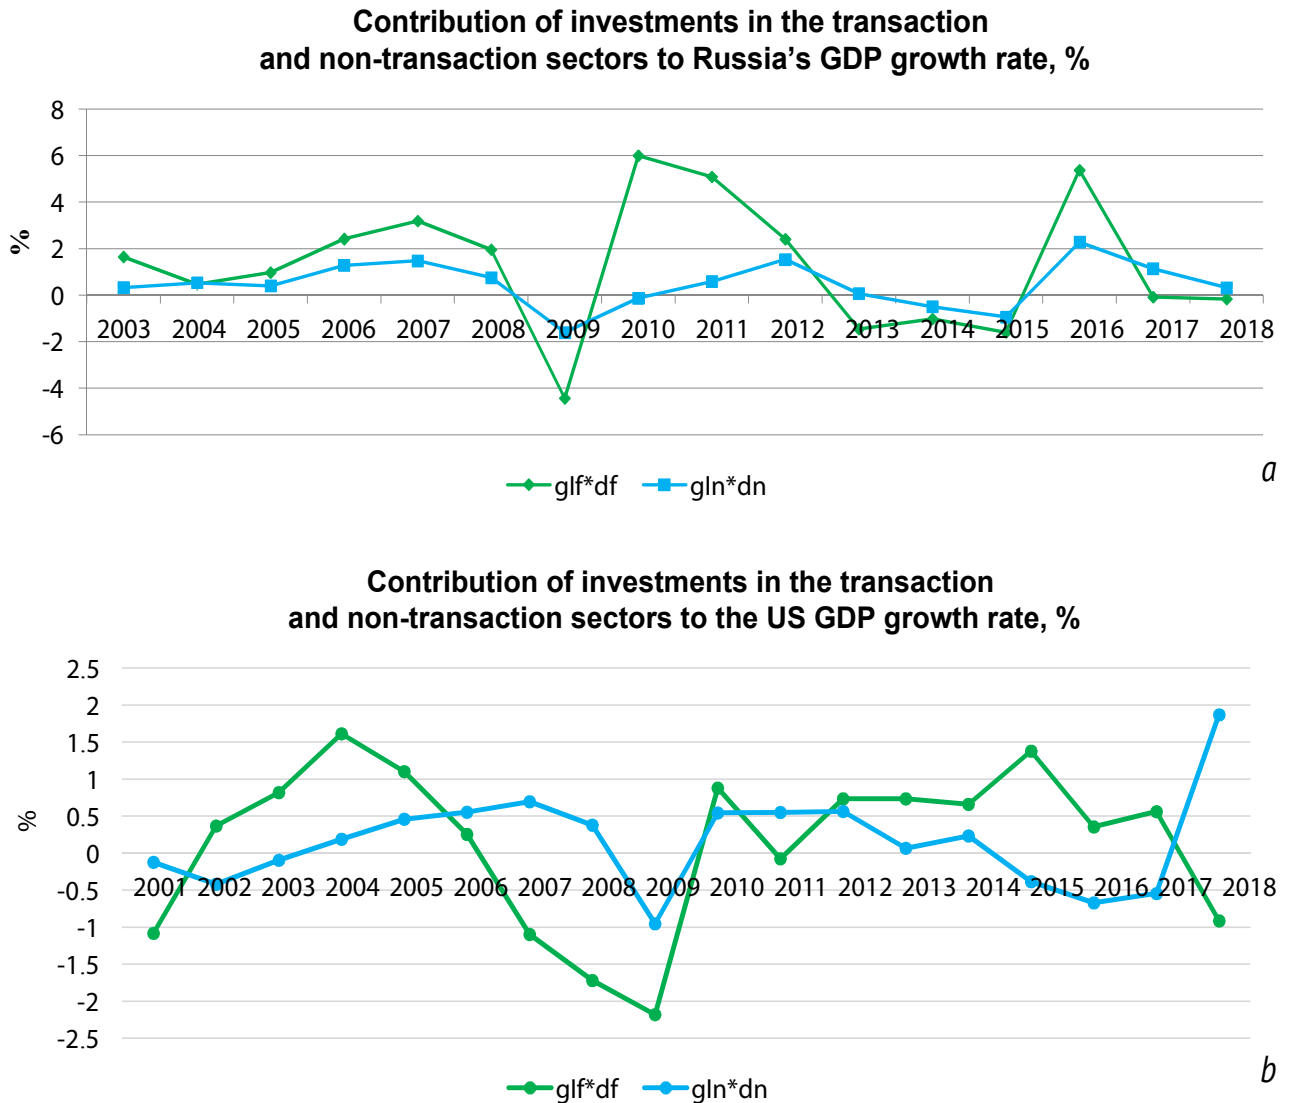 Contribution of investments in the transaction
and non-transaction sectors to Russia’s GDP growth rate, %
8
6
4
2
0
-2
-4
-6
%
2003 2004 2005 2006 2007 2008 2009 2010 2011 2012 2013 2014 2015 2016 2017 2018
glf*df gln*dn
a
Contribution of investments in the transaction
and non-transaction sectors to the US GDP growth rate, %
2.5
2
1.5
1
0.5
0
-0.5
-1
-1.5
-2
-2.5
%
2001 2002 2003 2004 2005 2006 2007 2008 2009 2010 2011 2012 2013 2014 2015 2016 2017 2018
glf*df gln*dn
b